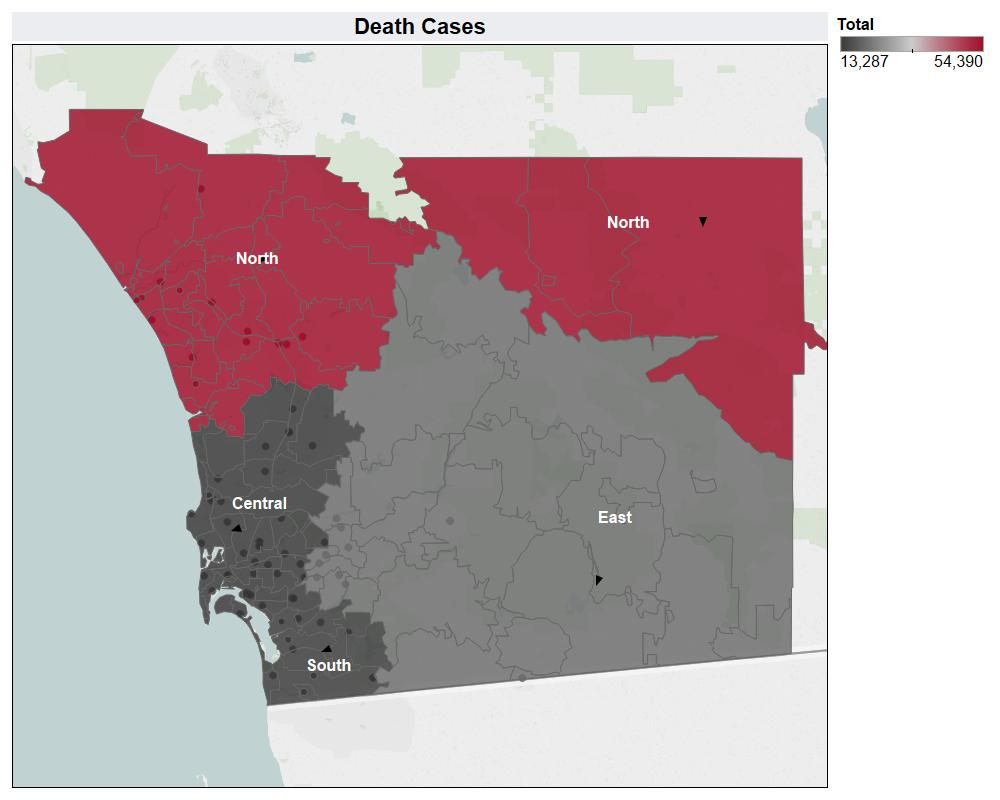 Death Cases
Total
13,287 54,390
North
North
Central
East
South